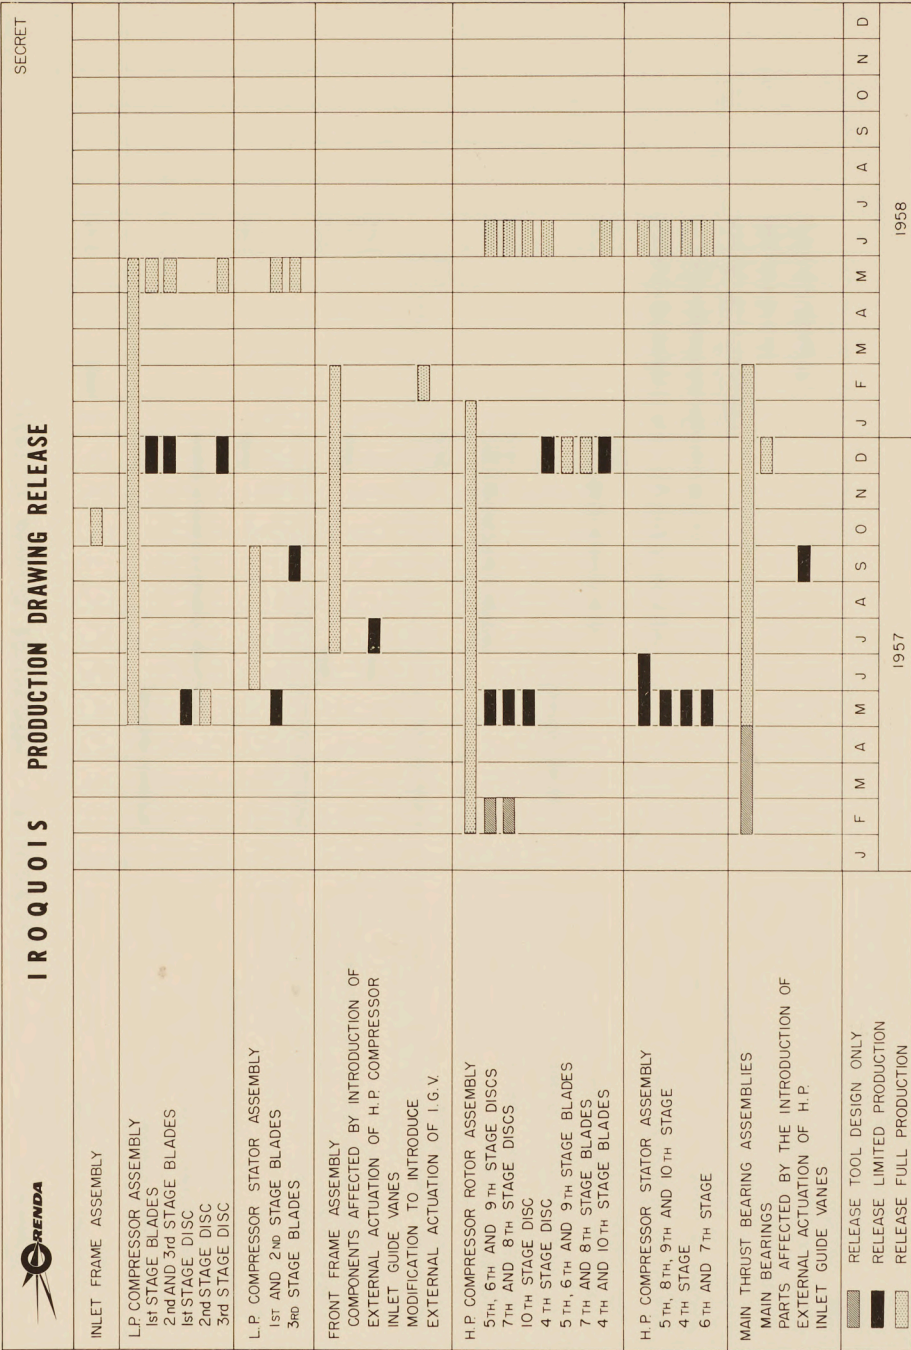 SECRET
ORENDA
IROQUOIS PRODUCTION DRAWING RELEASE
INLET FRAME ASSEMBLY
L.P. COMPRESSOR ASSEMBLY
1st STAGE BLADES
2nd AND 3rd STAGE BLADES
1st STAGE DISC
2nd STAGE DISC
3rd STAGE DISC
L.P. COMPRESSOR STATOR ASSEMBLY
1ST AND 2ND STAGE BLADES
3RD STAGE BLADES
FRONT FRAME ASSEMBLY
COMPONENTS AFFECTED BY INTRODUCTION OF
EXTERNAL ACTUATION OF H.P. COMPRESSOR
INLET GUIDE VANES
MODIFICATION TO INTRODUCE
EXTERNAL ACTUATION OF I.G.V.
H.P. COMPRESSOR ROTOR ASSEMBLY
5TH, 6TH AND 9TH STAGE DISCS
7TH AND 8TH STAGE DISCS
10TH STAGE DISC
4TH STAGE DISC
5TH, 6TH AND 9TH STAGE BLADES
7TH AND 8TH STAGE BLADES
4TH AND 10TH STAGE BLADES
H.P. COMPRESSOR STATOR ASSEMBLY
5TH, 8TH, 9TH AND 10TH STAGE
4TH STAGE
6TH AND 7TH STAGE
MAIN THRUST BEARING ASSEMBLIES
MAIN BEARINGS
PARTS AFFECTED BY THE INTRODUCTION OF
EXTERNAL ACTUATION OF H.P.
INLET GUIDE VANES
RELEASE TOOL DESIGN ONLY
RELEASE LIMITED PRODUCTION
RELEASE FULL PRODUCTION
J F M A M J J A S O N D J F M A M J J A S O N D
1957 1958